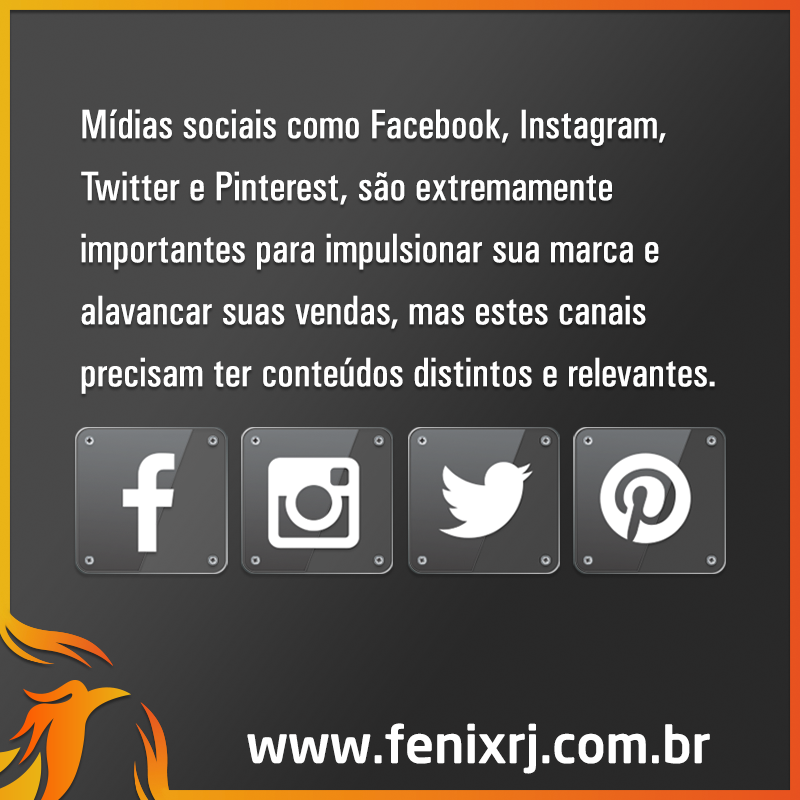 Mídias sociais como Facebook, Instagram,
Twitter e Pinterest, são extremamente
importantes para impulsionar sua marca e
alavancar suas vendas, mas estes canais
precisam ter conteúdos distintos e relevantes.
www.fenixrj.com.br